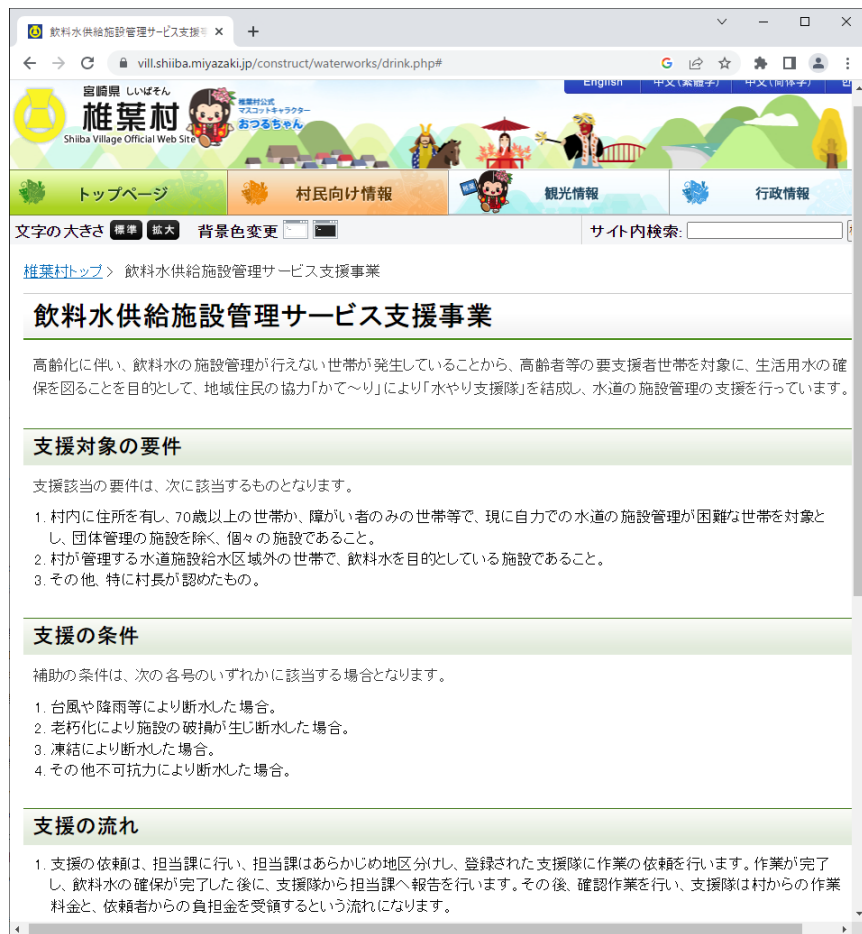 飲料水供給施設管理サービス支援
vill.shiiba.miyazaki.jp/construct/waterworks/drink.php#
English 中文(繁體字) 中文(简体字)
宮崎県 しいばそん
椎葉村
Shiiba Village Official Web Site
椎葉村公式
マスコットキャラクター
おつるちゃん
トップページ 村民向け情報 観光情報 行政情報
文字の大きさ 標準 拡大 背景色変更 サイト内検索:
椎葉村トップ > 飲料水供給施設管理サービス支援事業
飲料水供給施設管理サービス支援事業
高齢化に伴い、飲料水の施設管理が行えない世帯が発生していることから、高齢者等の要支援者世帯を対象に、生活用水の確
保を図ることを目的として、地域住民の協力「かて～り」により「水やり支援隊」を結成し、水道の施設管理の支援を行っています。
支援対象の要件
支援該当の要件は、次に該当するものとなります。
1. 村内に住所を有し、70歳以上の世帯か、障がい者のみの世帯等で、現に自力での水道の施設管理が困難な世帯を対象と
し、団体管理の施設を除く、個々の施設であること。
2. 村が管理する水道施設給水区域外の世帯で、飲料水を目的としている施設であること。
3. その他、特に村長が認めたもの。
支援の条件
補助の条件は、次の各号のいずれかに該当する場合となります。
1. 台風や降雨等により断水した場合。
2. 老朽化により施設の破損が生じ断水した場合。
3. 凍結により断水した場合。
4. その他不可抗力により断水した場合。
支援の流れ
1. 支援の依頼は、担当課に行い、担当課はあらかじめ地区分けし、登録された支援隊に作業の依頼を行います。作業が完了
し、飲料水の確保が完了した後に、支援隊から担当課へ報告を行います。その後、確認作業を行い、支援隊は村からの作業
料金と、依頼者からの負担金を受領するという流れになります。